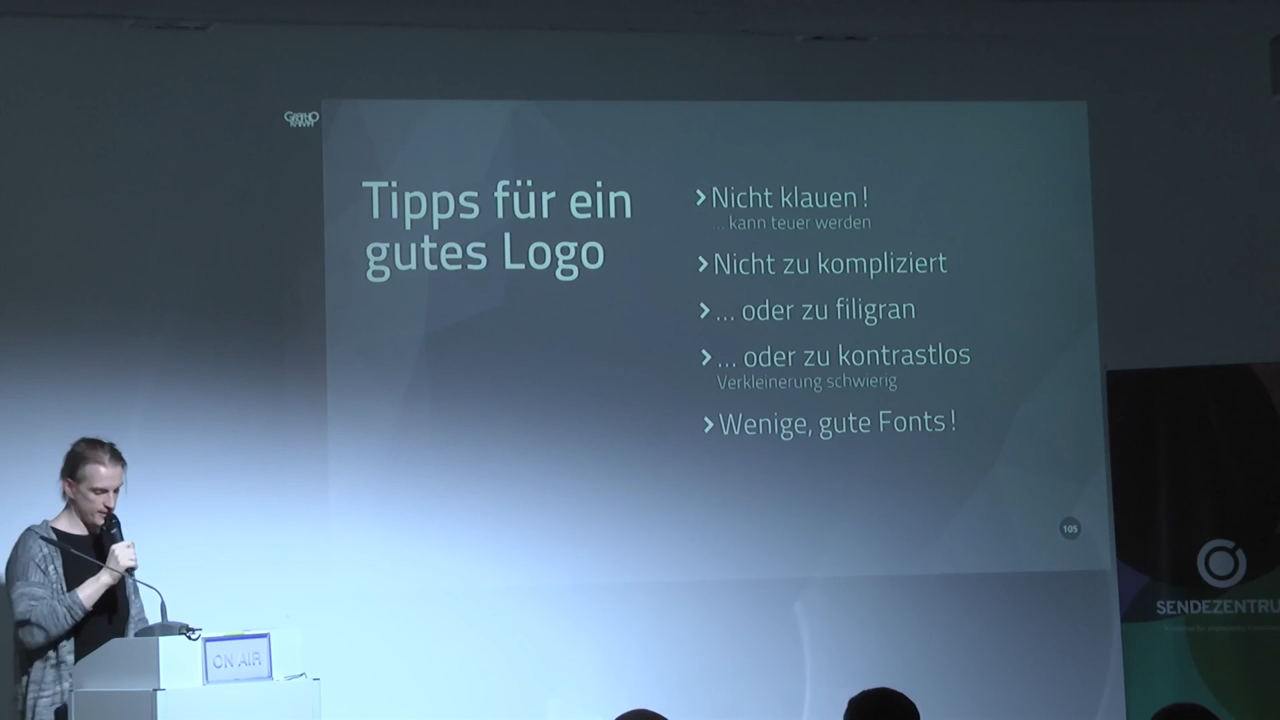 Tipps für ein
gutes Logo
Nicht klauen!
... kann teuer werden
Nicht zu kompliziert
... oder zu filigran
... oder zu kontrastlos
Verkleinerung schwierig
Wenige, gute Fonts!
105
SENDEZENTRU
ON AIR